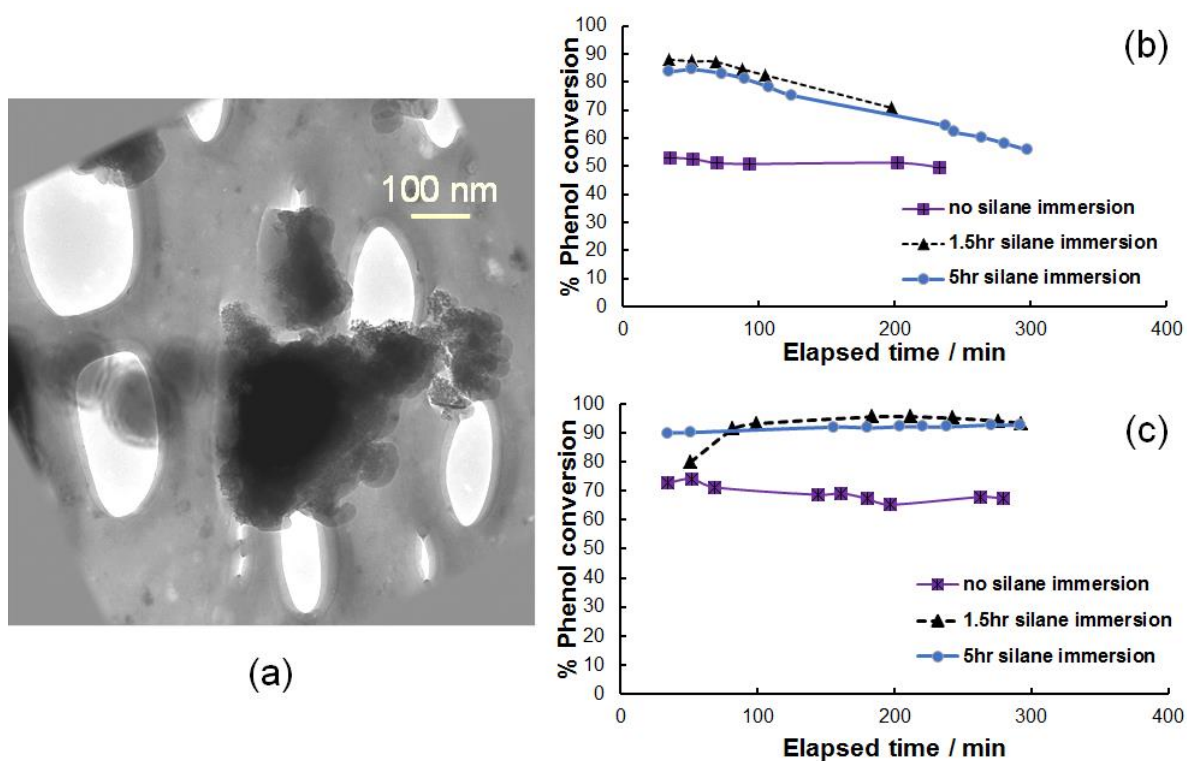 100 nm
(a)
(b)
% Phenol conversion
100
90
80
70
60
50
40
30
20
10
0
no silane immersion
1.5hr silane immersion
5hr silane immersion
0
100
200
300
400
Elapsed time / min
(c)
% Phenol conversion
100
90
80
70
60
50
40
30
20
10
0
no silane immersion
1.5hr silane immersion
5hr silane immersion
0
100
200
300
400
Elapsed time / min